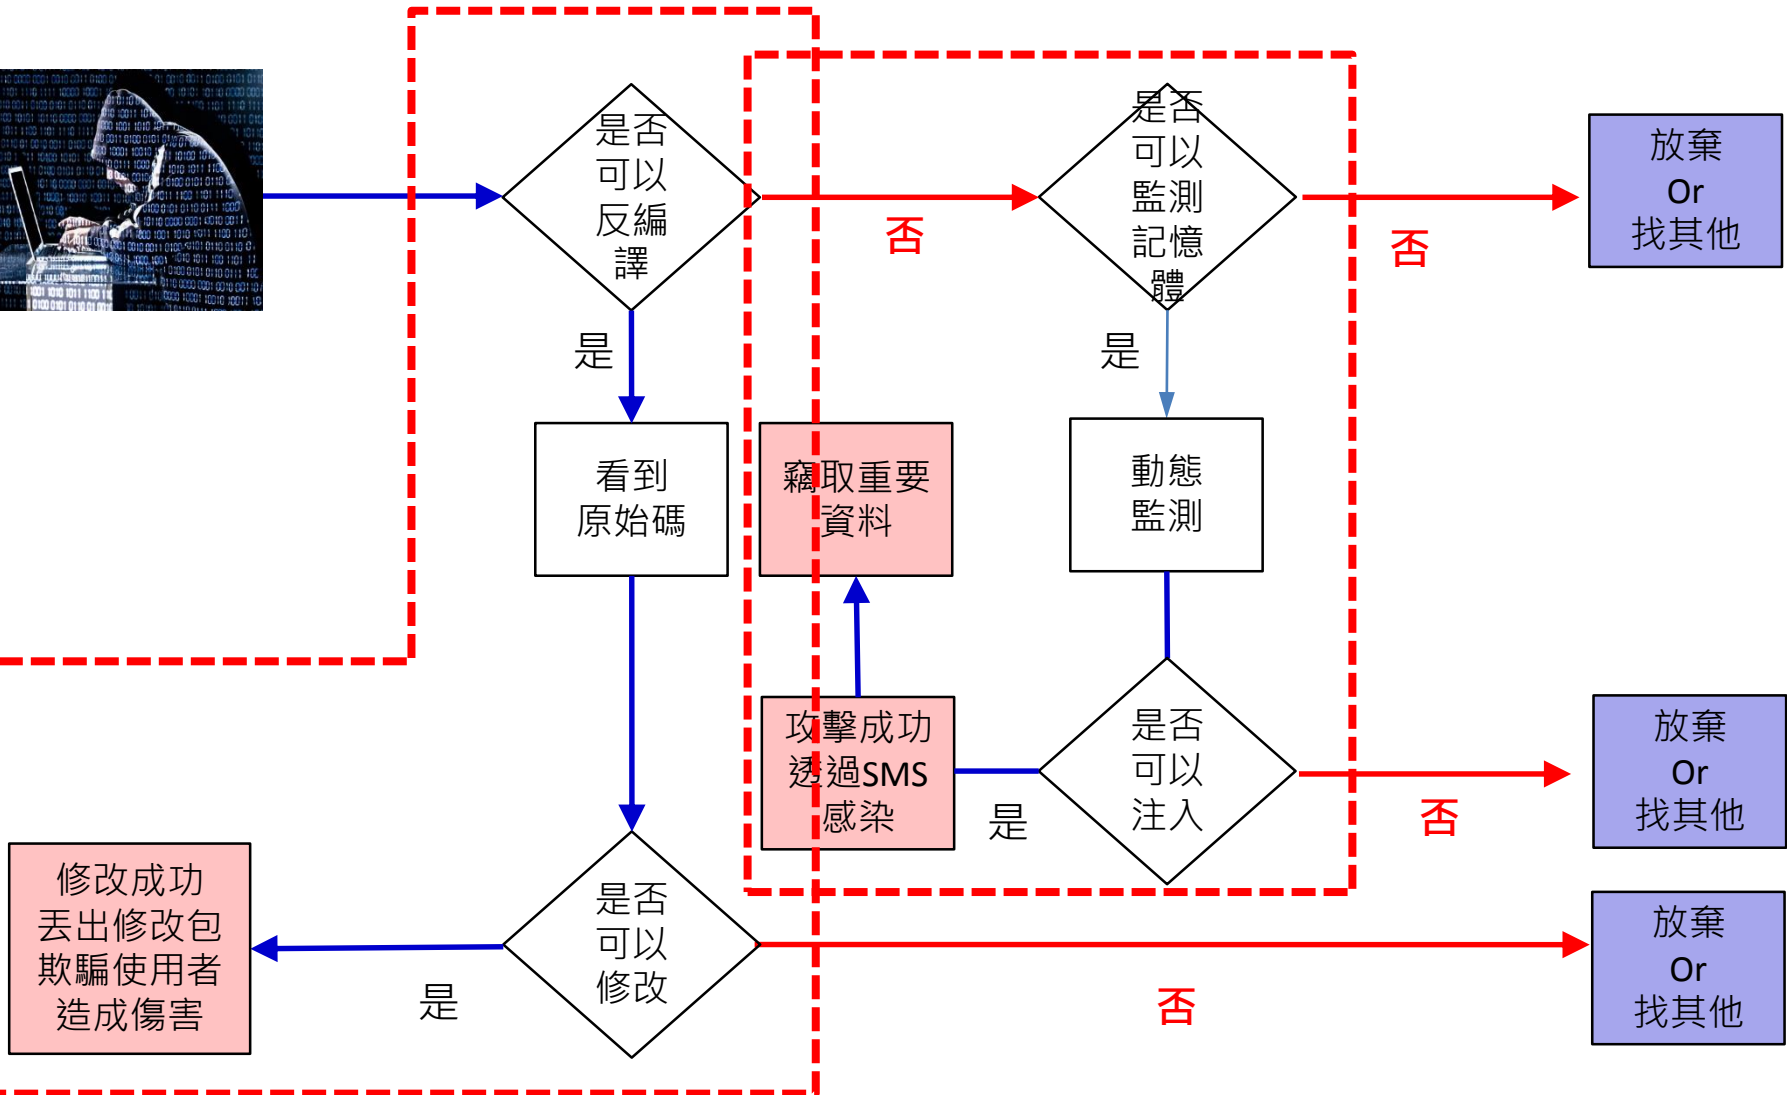 是否
可以
反編
譯
否
是否
可以
監測
記憶
體
否
放棄
Or
找其他
是
是
看到
原始碼
竊取重要
資料
動態
監測
攻擊成功
透過SMS
感染
是
是否
可以
注入
否
放棄
Or
找其他
修改成功
丟出修改包
欺騙使用者
造成傷害
是
是否
可以
修改
否
放棄
Or
找其他